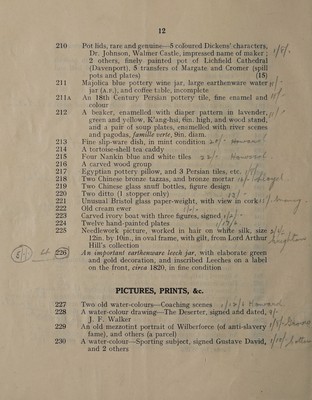 12
210 Pot lids, rare and genuine—5 coloured Dickens' characters,
Dr. Johnson, Walmer Castle, impressed name of maker;
2 others, finely painted pot of Lichfield Cathedral
(Davenport). 5 transfers of Margate and Cromer (spill
pots and plates) (15)
211 Majolica blue pottery wine jar, large earthenware water
jar (A.F.), and coffee table, incomplete
211A An 18th Century Persian pottery tile, fine enamel and
colour
212 A beaker, enamelled with diaper pattern in lavender,
green and yellow, K'ang-hsi, 6in. high, and wood stand,
and a pair of soup plates, enamelled with river scenes
and pagodas, famille verte, 9in. diam.
213 Fine slip-ware dish, in mint condition
214 A tortoise-shell tea caddy
215 Four Nankin blue and white tiles
216 A carved wood group
217 Egyptian pottery pillow, and 3 Persian tiles, etc.
218 Two Chinese bronze tazzas, and bronze mortar
219 Two Chinese glass snuff bottles, figure design
220 Two ditto (1 stopper only)
221 Unusual Bristol glass paper-weight, with view in cork
222 Old cream ewer
223 Carved ivory boat with three figures, signed
224 Twelve hand-painted plates
225 Needlework picture, worked in hair on white silk, size
12in. by 10in., in oval frame, with gilt, from Lord Arthur
Hill's collection
226 An important earthenware leech jar, with elaborate green
and gold decoration, and inscribed Leeches on a label
on the front, circa 1820, in fine condition
PICTURES, PRINTS, &c.
227 Two old water-colours—Coaching scenes
228 A water-colour drawing—The Deserter, signed and dated,
J. F. Walker
229 An old mezzotint portrait of Wilberforce (of anti-slavery
fame), and others (a parcel)
230 A water-colour—Sporting subject, signed Gustave David,
and 2 others